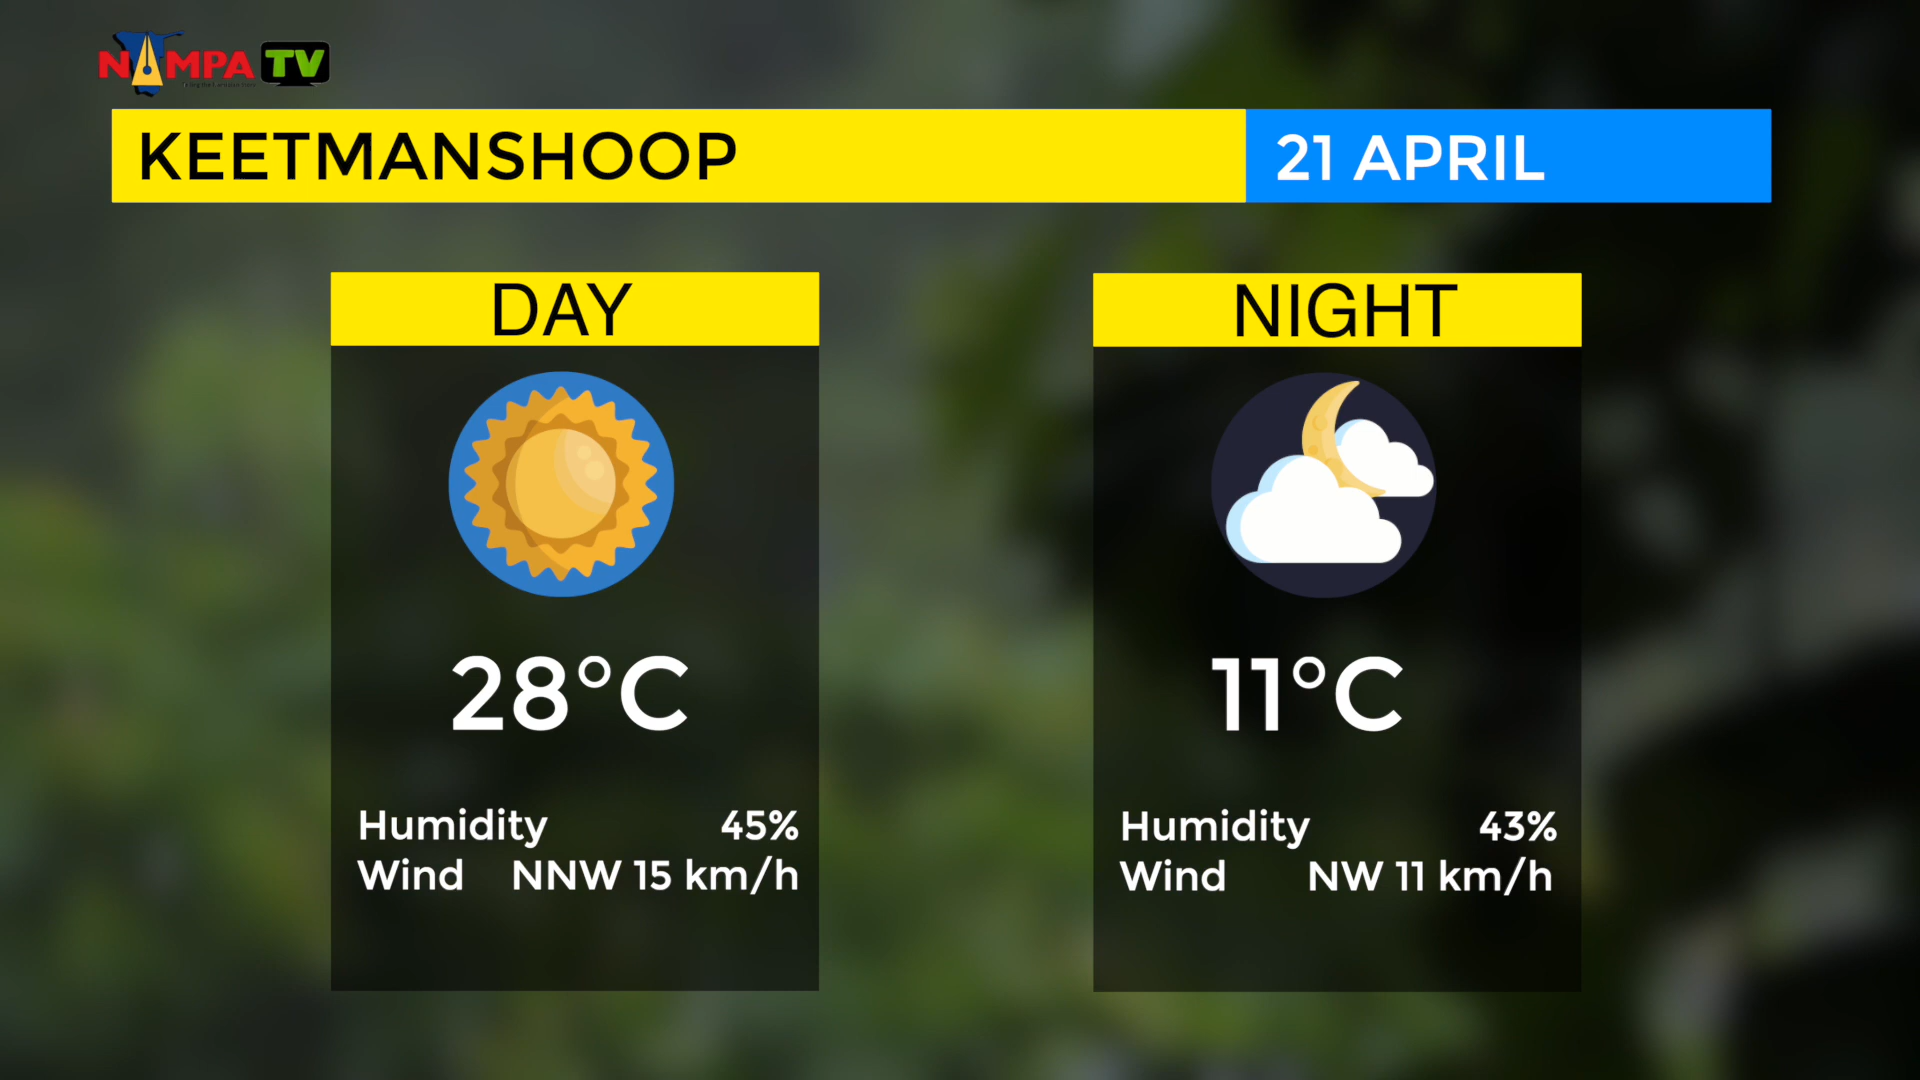 NAMPA TV
KEETMANSHOOP
21 APRIL
DAY
28°C
Humidity 45%
Wind NNW 15 km/h
NIGHT
11°C
Humidity 43%
Wind NW 11 km/h